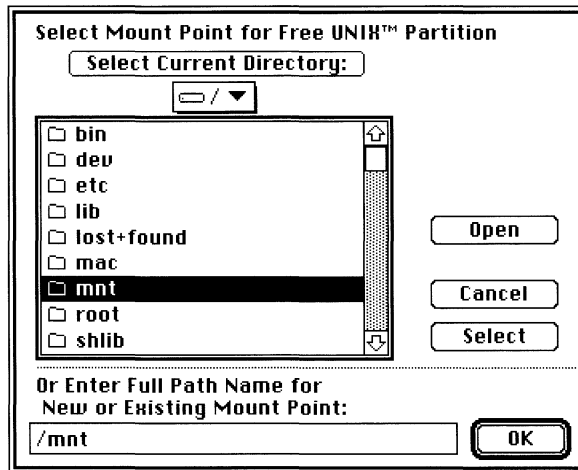 Select Mount Point for Free UNIX™ Partition
Select Current Directory:
/
bin
dev
etc
lib
lost+found
mac
mnt
root
shlib
Open
Cancel
Select
Or Enter Full Path Name for
New or Existing Mount Point:
/mnt
OK